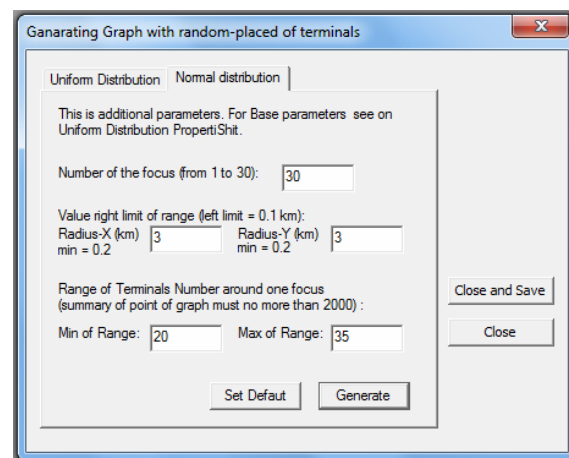 Ganarating Graph with random-placed of terminals
Uniform Distribution
Normal distribution
This is additional parameters. For Base parameters see on
Uniform Distribution PropertiShit.
Number of the focus (from 1 to 30):
30
Value right limit of range (left limit = 0.1 km):
Radius-X (km)
min = 0.2
3
Radius-Y (km)
min = 0.2
3
Range of Terminals Number around one focus
(summary of point of graph must no more than 2000) :
Min of Range:
20
Max of Range:
35
Set Defaut
Generate
Close and Save
Close